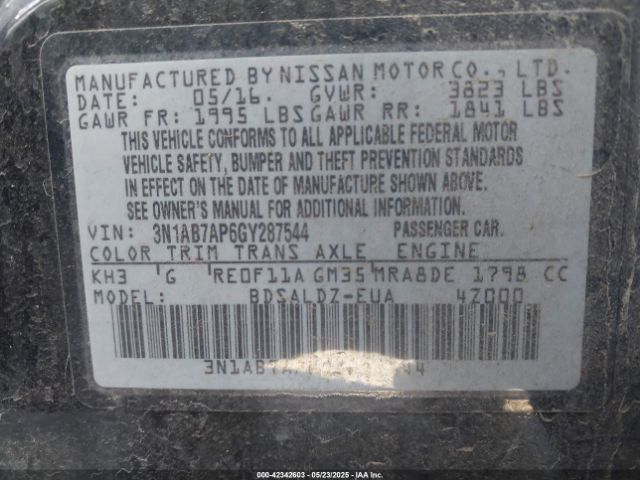 MANUFACTURED BY NISSAN MOTOR CO., LTD.
DATE: 05/16. GVWR: 3823 LBS
GAWR FR: 1995 LBS GAWR RR: 1841 LBS
THIS VEHICLE CONFORMS TO ALL APPLICABLE FEDERAL MOTOR
VEHICLE SAFETY, BUMPER AND THEFT PREVENTION STANDARDS
IN EFFECT ON THE DATE OF MANUFACTURE SHOWN ABOVE.
SEE OWNER'S MANUAL FOR ADDITIONAL INFORMATION.
VIN: 3N1AB7AP6GY287544 PASSENGER CAR.
COLOR TRIM TRANS AXLE ENGINE
KH3 G RE0F11A GM35 MRA8DE 1798 CC
MODEL: BDSALDZ-EUA 4Z000
000-42342603 - 05/23/2025 - IAAI.COM